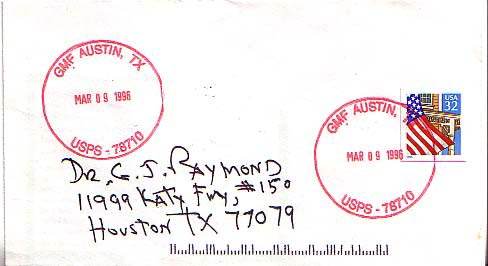 GMF AUSTIN, TX
MAR 09 1996
USPS - 78710
GMF AUSTIN,
MAR 09 1996
USPS - 78710
USA
32
DR. G. J. RAYMOND
11999 KATY FWY, #150
HOUSTON TX 77079